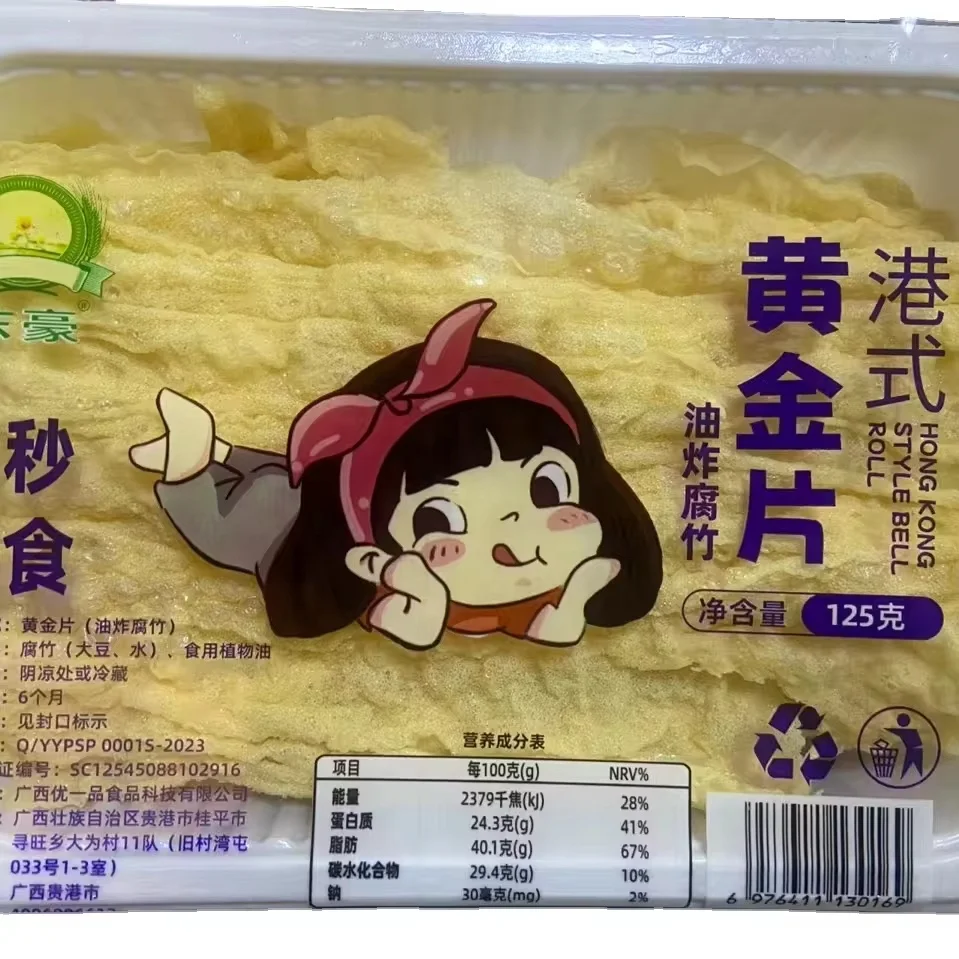 豪®
秒食
港式
黄金片
油炸腐竹
HONG KONG
STYLE BELL
ROLL
净含量 125克
：黄金片（油炸腐竹）
：腐竹（大豆、水）、食用植物油
：阴凉处或冷藏
：6个月
：见封口标示
：Q/YYPSP 0001S-2023
证编号：SC12545088102916
：广西优一品食品科技有限公司
：广西壮族自治区贵港市桂平市
寻旺乡大为村11队（旧村湾屯
033号1-3室）
广西贵港市
营养成分表
项目 每100克(g) NRV%
能量 2379千焦(kJ) 28%
蛋白质 24.3克(g) 41%
脂肪 40.1克(g) 67%
碳水化合物 29.4克(g) 10%
钠 30毫克(mg) 2%
6 976411 130169